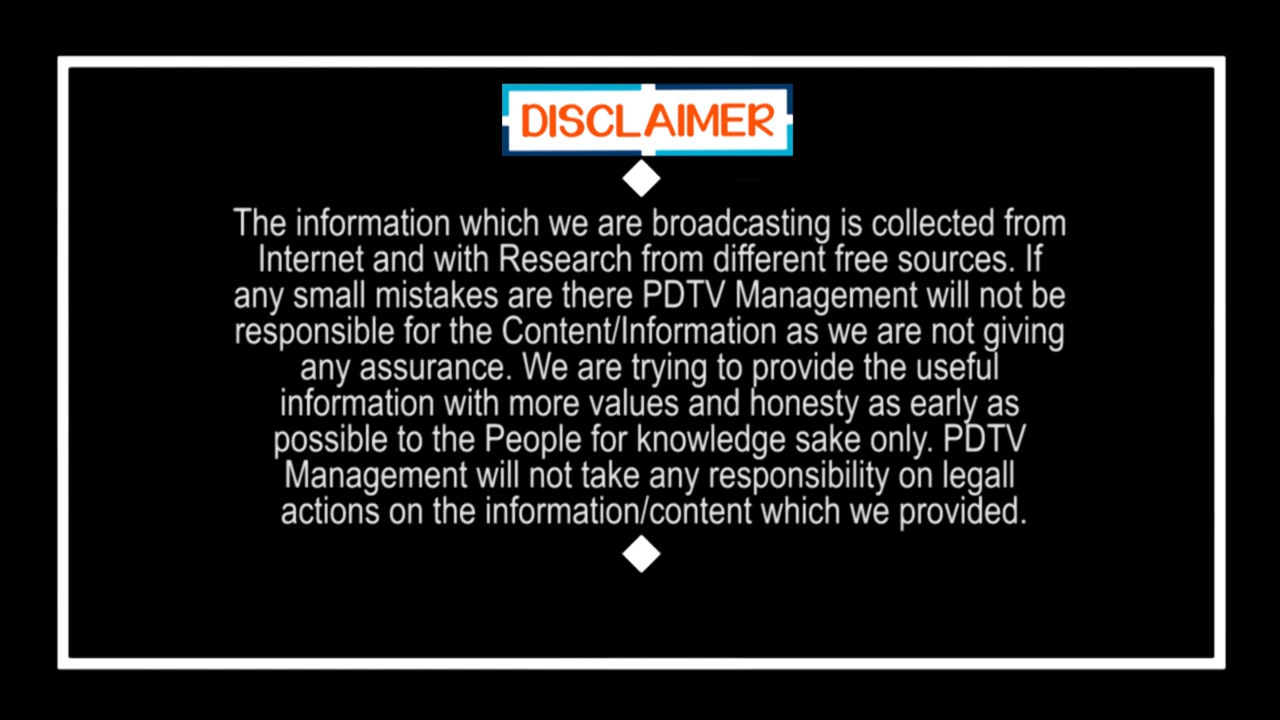 DISCLAIMER
The information which we are broadcasting is collected from
Internet and with Research from different free sources. If
any small mistakes are there PDTV Management will not be
responsible for the Content/Information as we are not giving
any assurance. We are trying to provide the useful
information with more values and honesty as early as
possible to the People for knowledge sake only. PDTV
Management will not take any responsibility on legall
actions on the information/content which we provided.